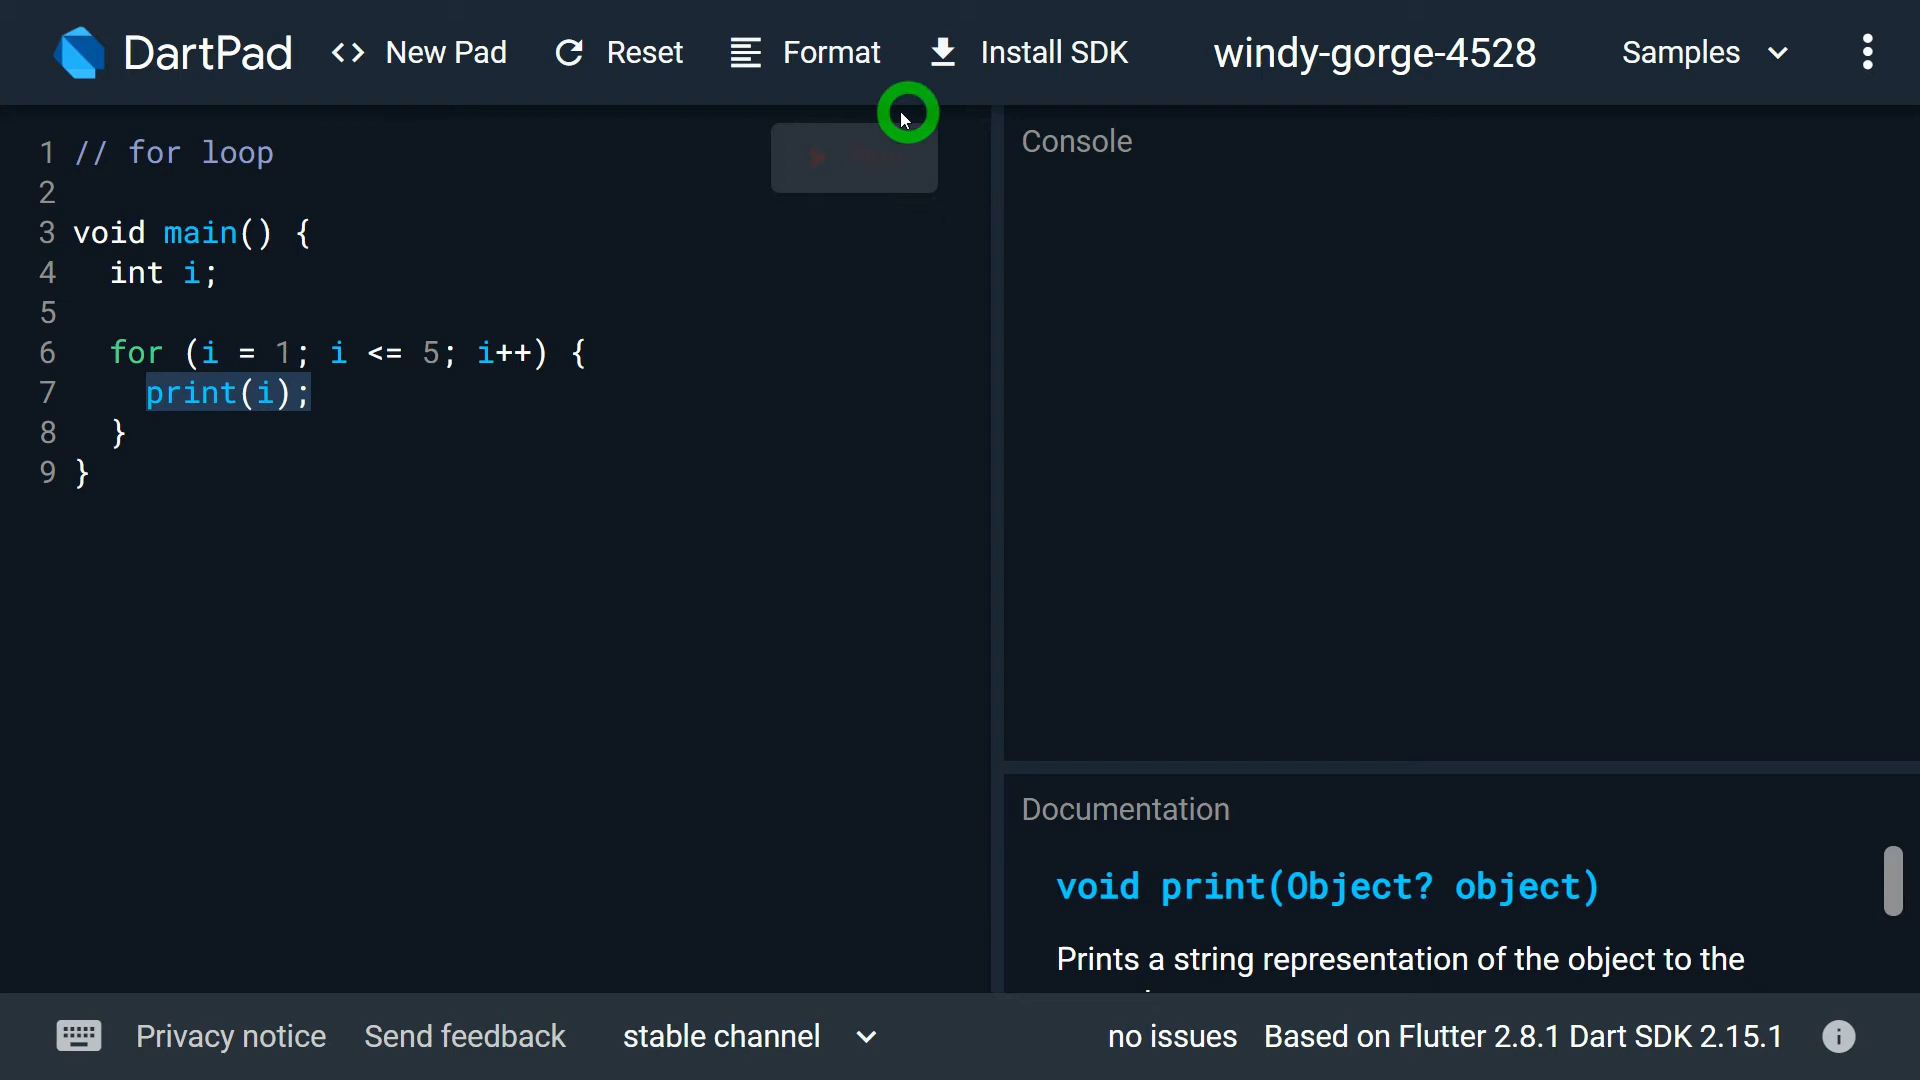 DartPad <> New Pad Reset Format Install SDK windy-gorge-4528 Samples
1 // for loop
2
3 void main() {
4 int i;
5
6 for (i = 1; i <= 5; i++) {
7 print(i);
8 }
9 }
Console
Documentation
void print(Object? object)
Prints a string representation of the object to the
Privacy notice Send feedback stable channel no issues Based on Flutter 2.8.1 Dart SDK 2.15.1